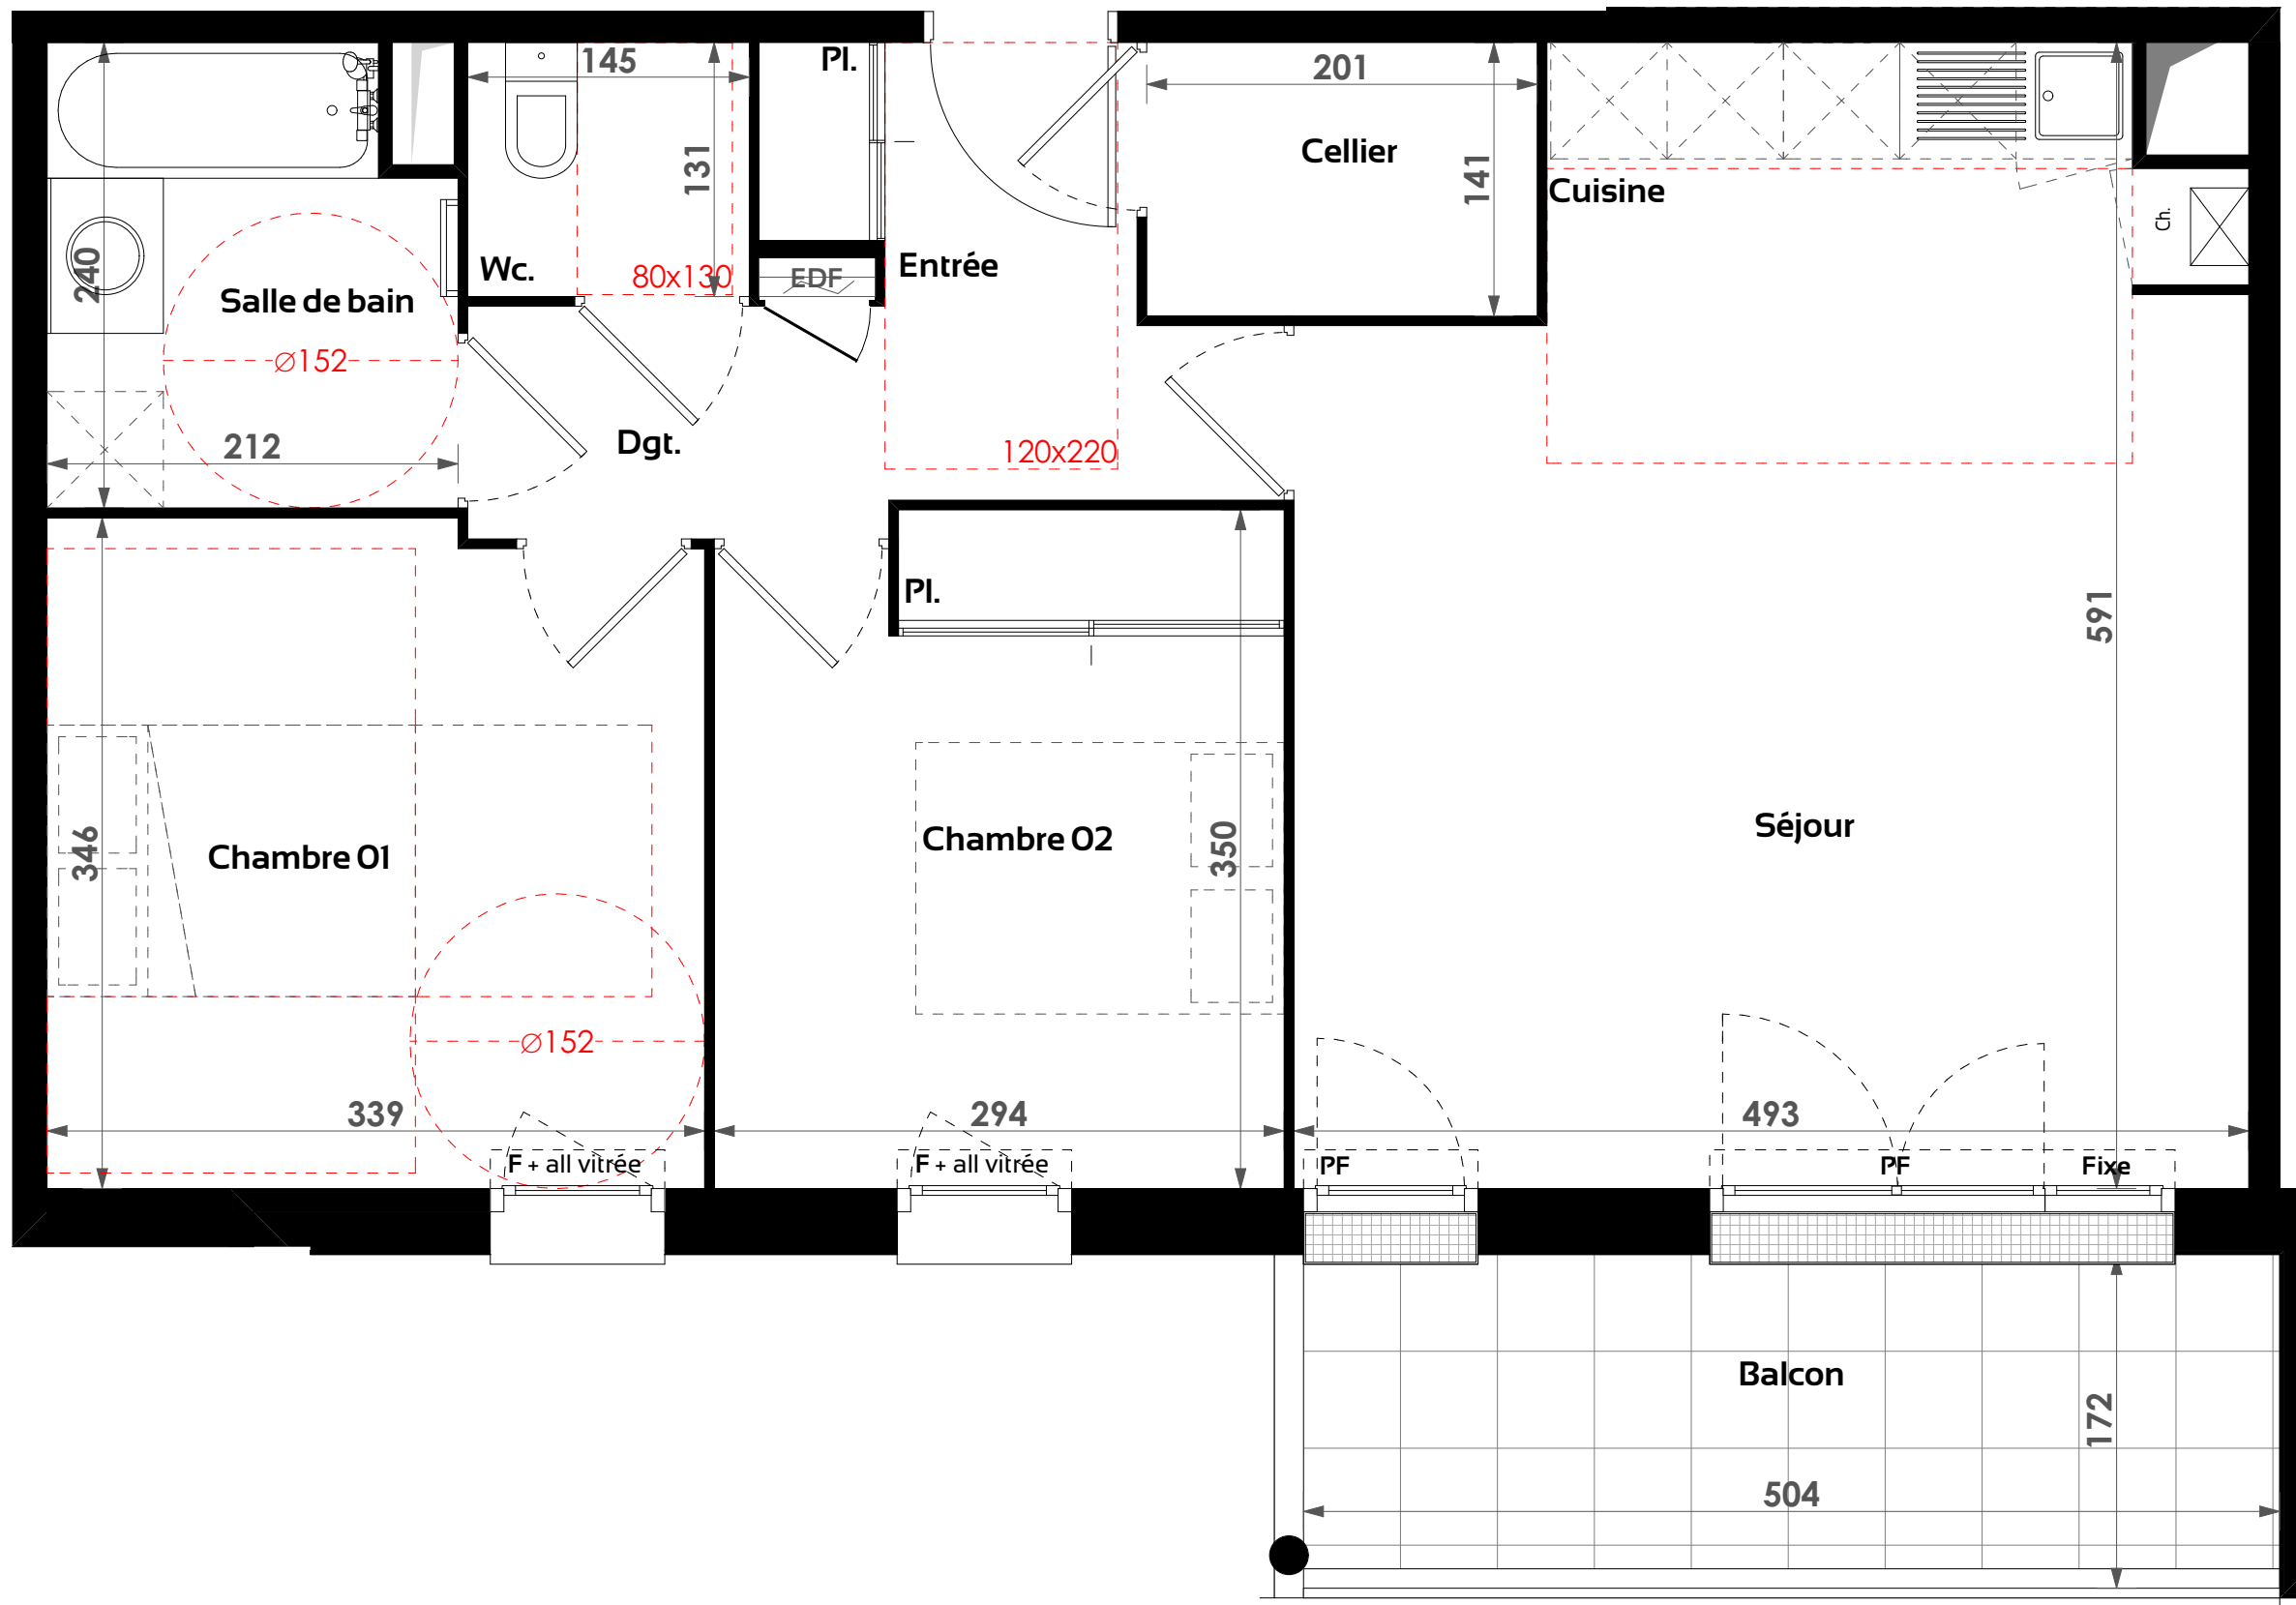 145
131
Pl.
201
141
Cellier
Cuisine
Ch.
240
Salle de bain
Wc.
80x130
EDF
Entrée
Ø152
212
Dgt.
120x220
591
Pl.
346
Chambre 01
Chambre 02
350
Séjour
Ø152
339
294
493
F + all vitrée
F + all vitrée
PF
PF
Fixe
Balcon
172
504